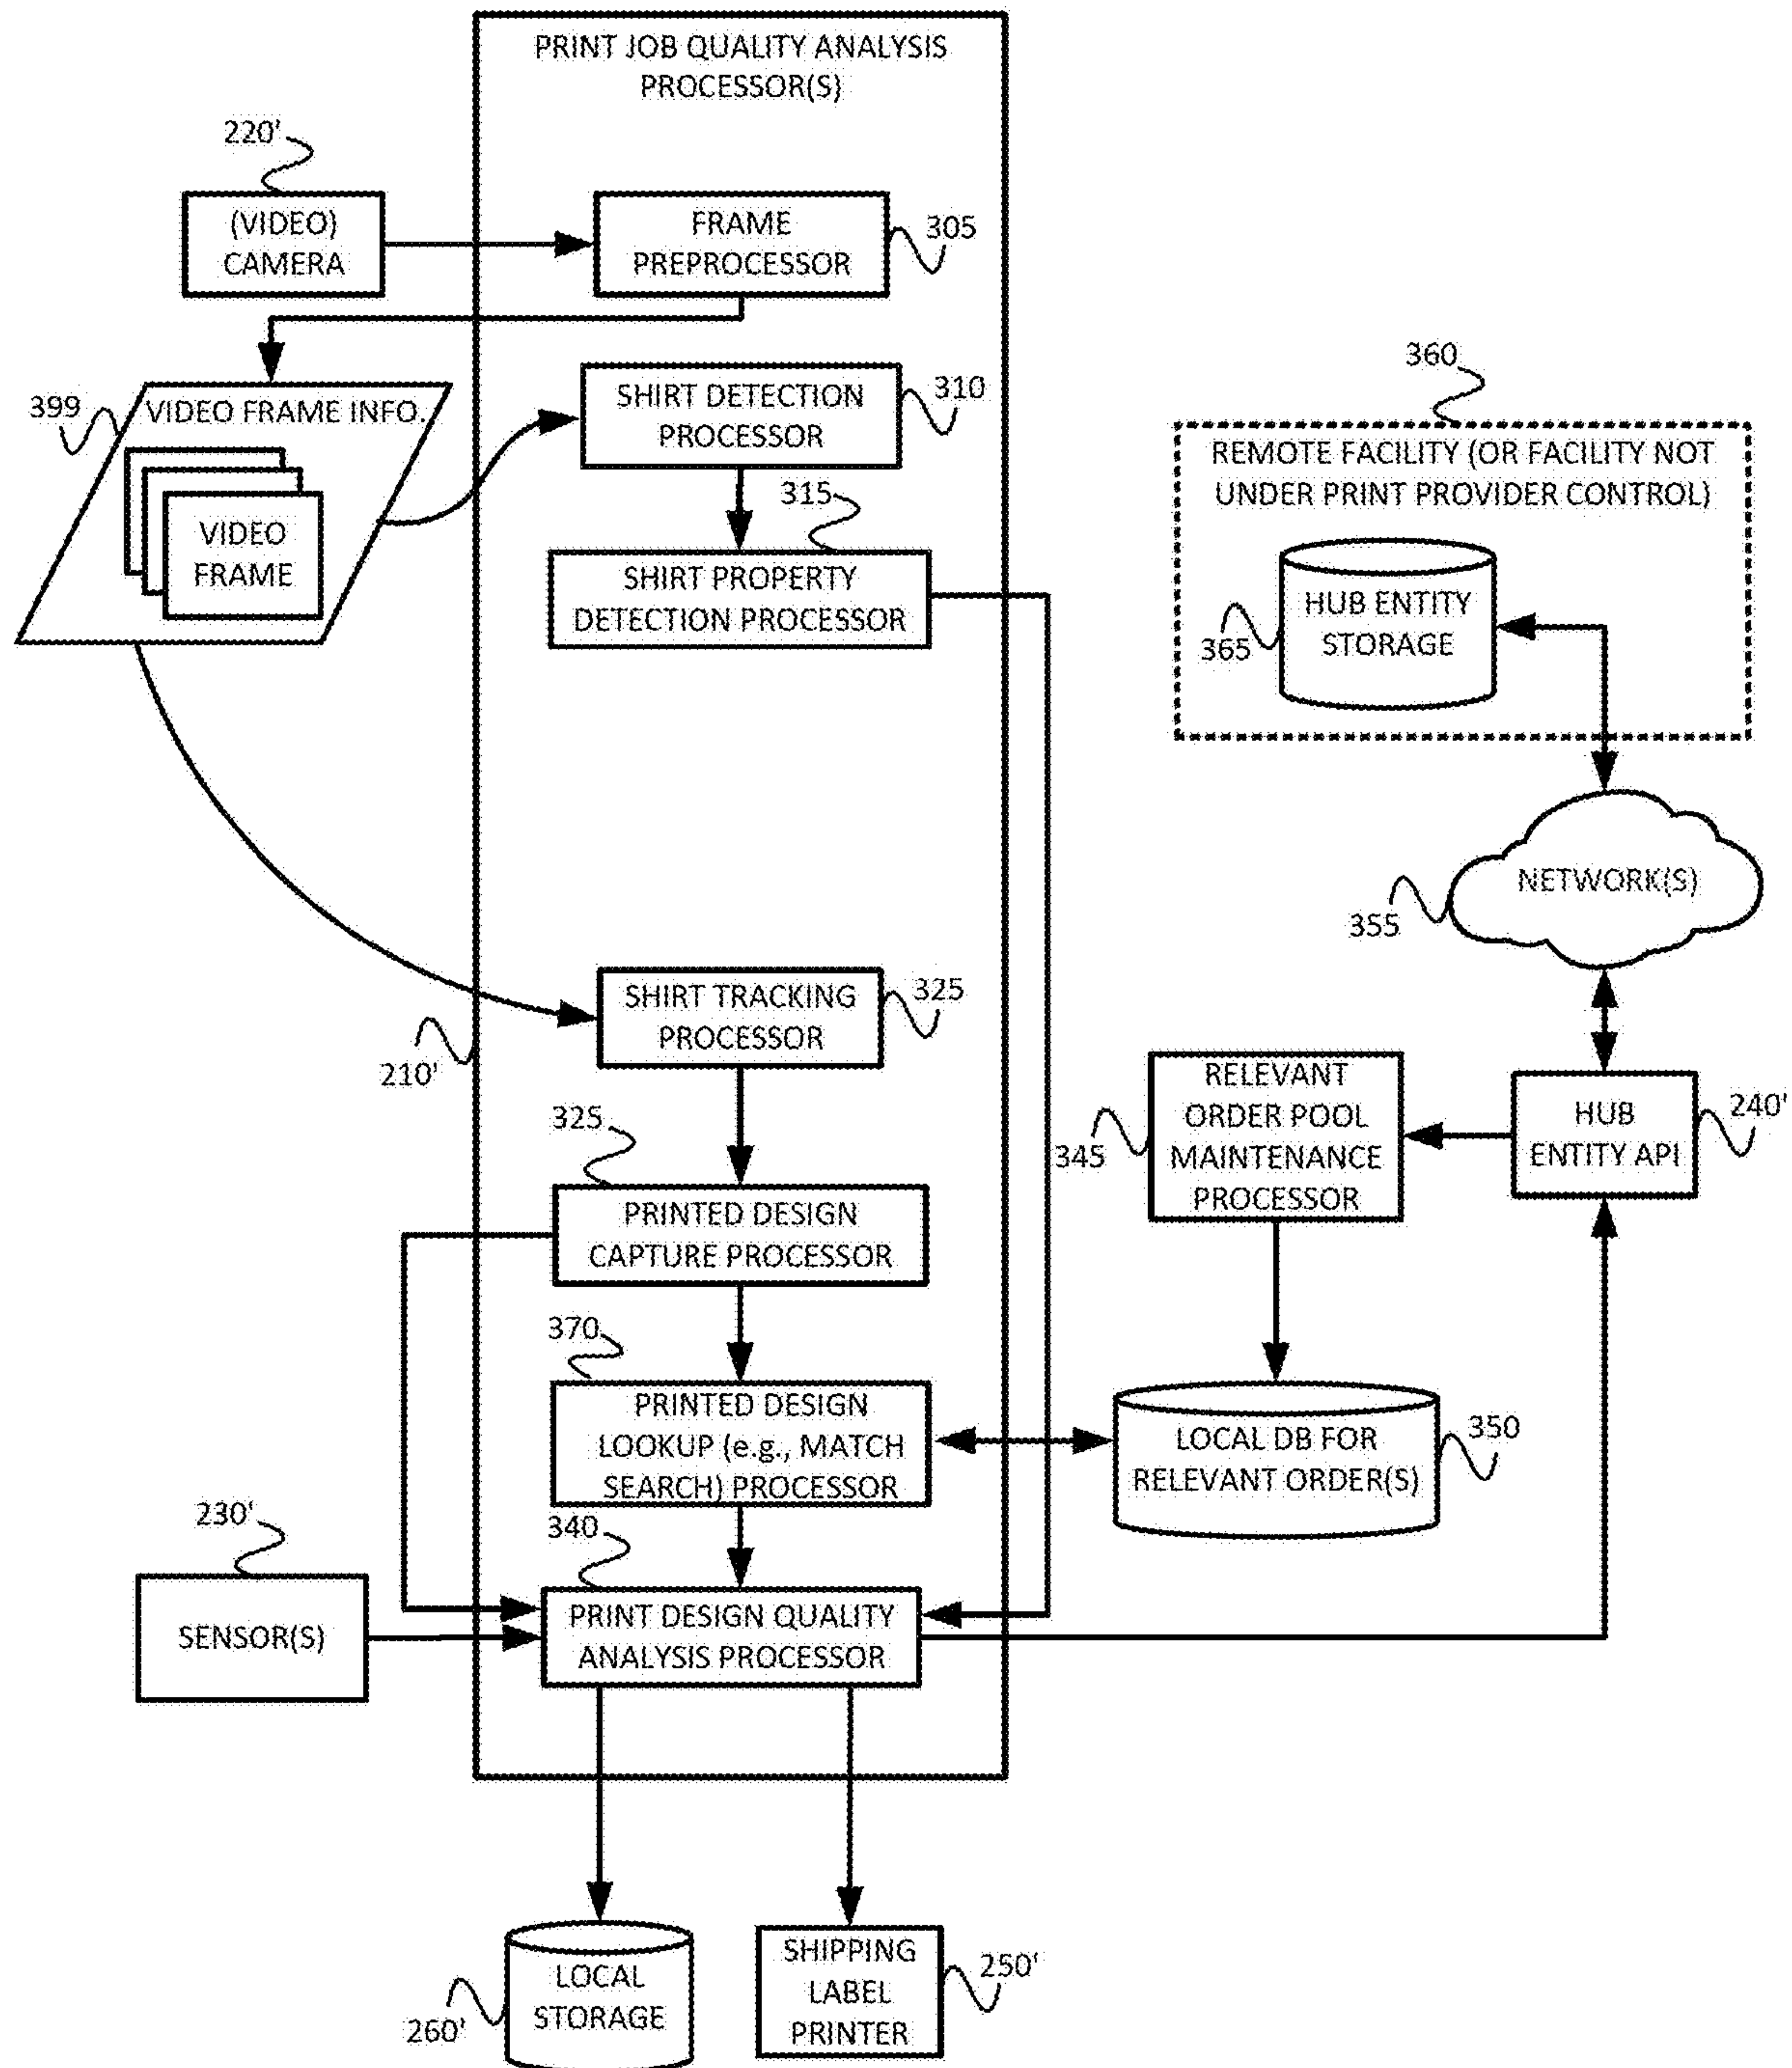 PRINT JOB QUALITY ANALYSIS
PROCESSOR(S)
220'
(VIDEO)
CAMERA
FRAME
PREPROCESSOR
305
399
VIDEO FRAME INFO.
VIDEO
FRAME
SHIRT DETECTION
PROCESSOR
310
315
SHIRT PROPERTY
DETECTION PROCESSOR
360
REMOTE FACILITY (OR FACILITY NOT
UNDER PRINT PROVIDER CONTROL)
HUB ENTITY
STORAGE
365
NETWORK(S)
355
SHIRT TRACKING
PROCESSOR
325
210'
RELEVANT
ORDER POOL
MAINTENANCE
PROCESSOR
345
HUB
ENTITY API
240'
325
PRINTED DESIGN
CAPTURE PROCESSOR
370
PRINTED DESIGN
LOOKUP (e.g., MATCH
SEARCH) PROCESSOR
LOCAL DB FOR
RELEVANT ORDER(S)
350
230'
SENSOR(S)
340
PRINT DESIGN QUALITY
ANALYSIS PROCESSOR
LOCAL
STORAGE
260'
SHIPPING
LABEL
PRINTER
250'